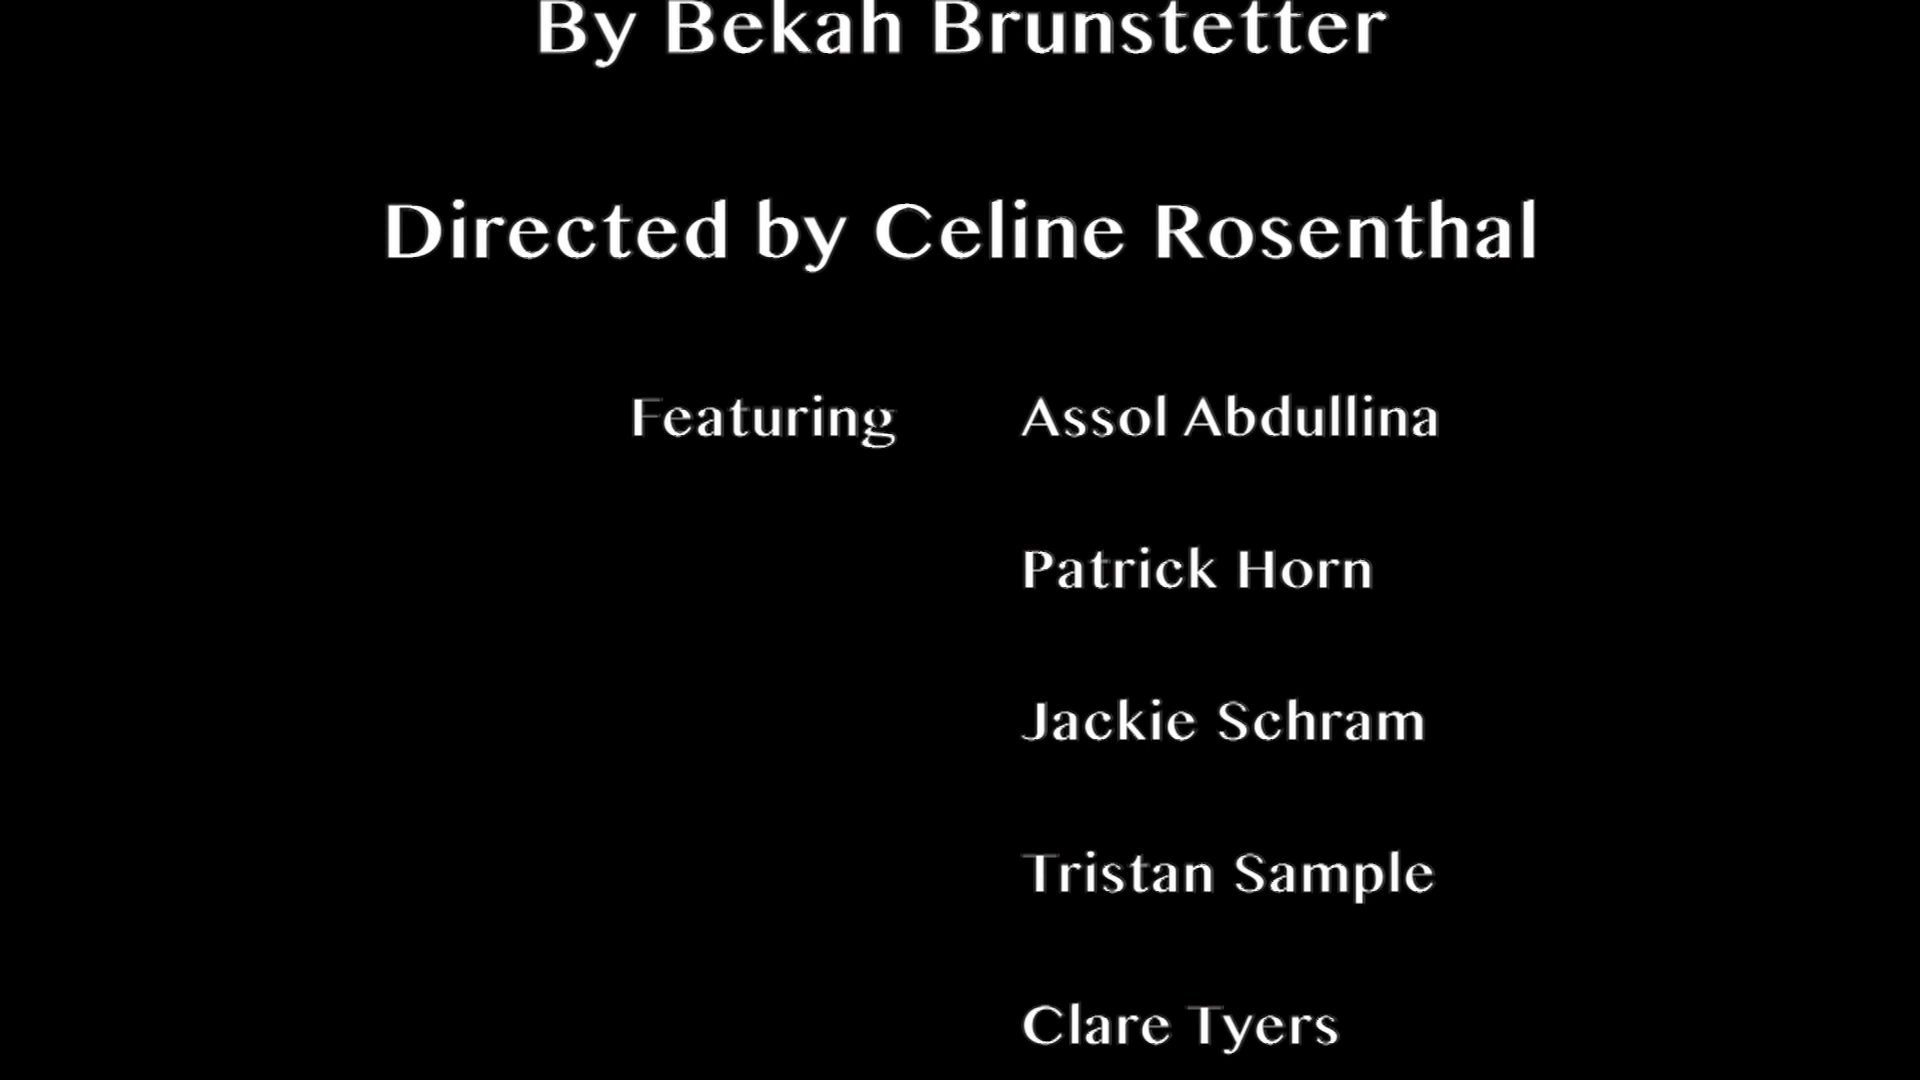 By Bekah Brunstetter
Directed by Celine Rosenthal
Featuring Assol Abdullina
Patrick Horn
Jackie Schram
Tristan Sample
Clare Tyers